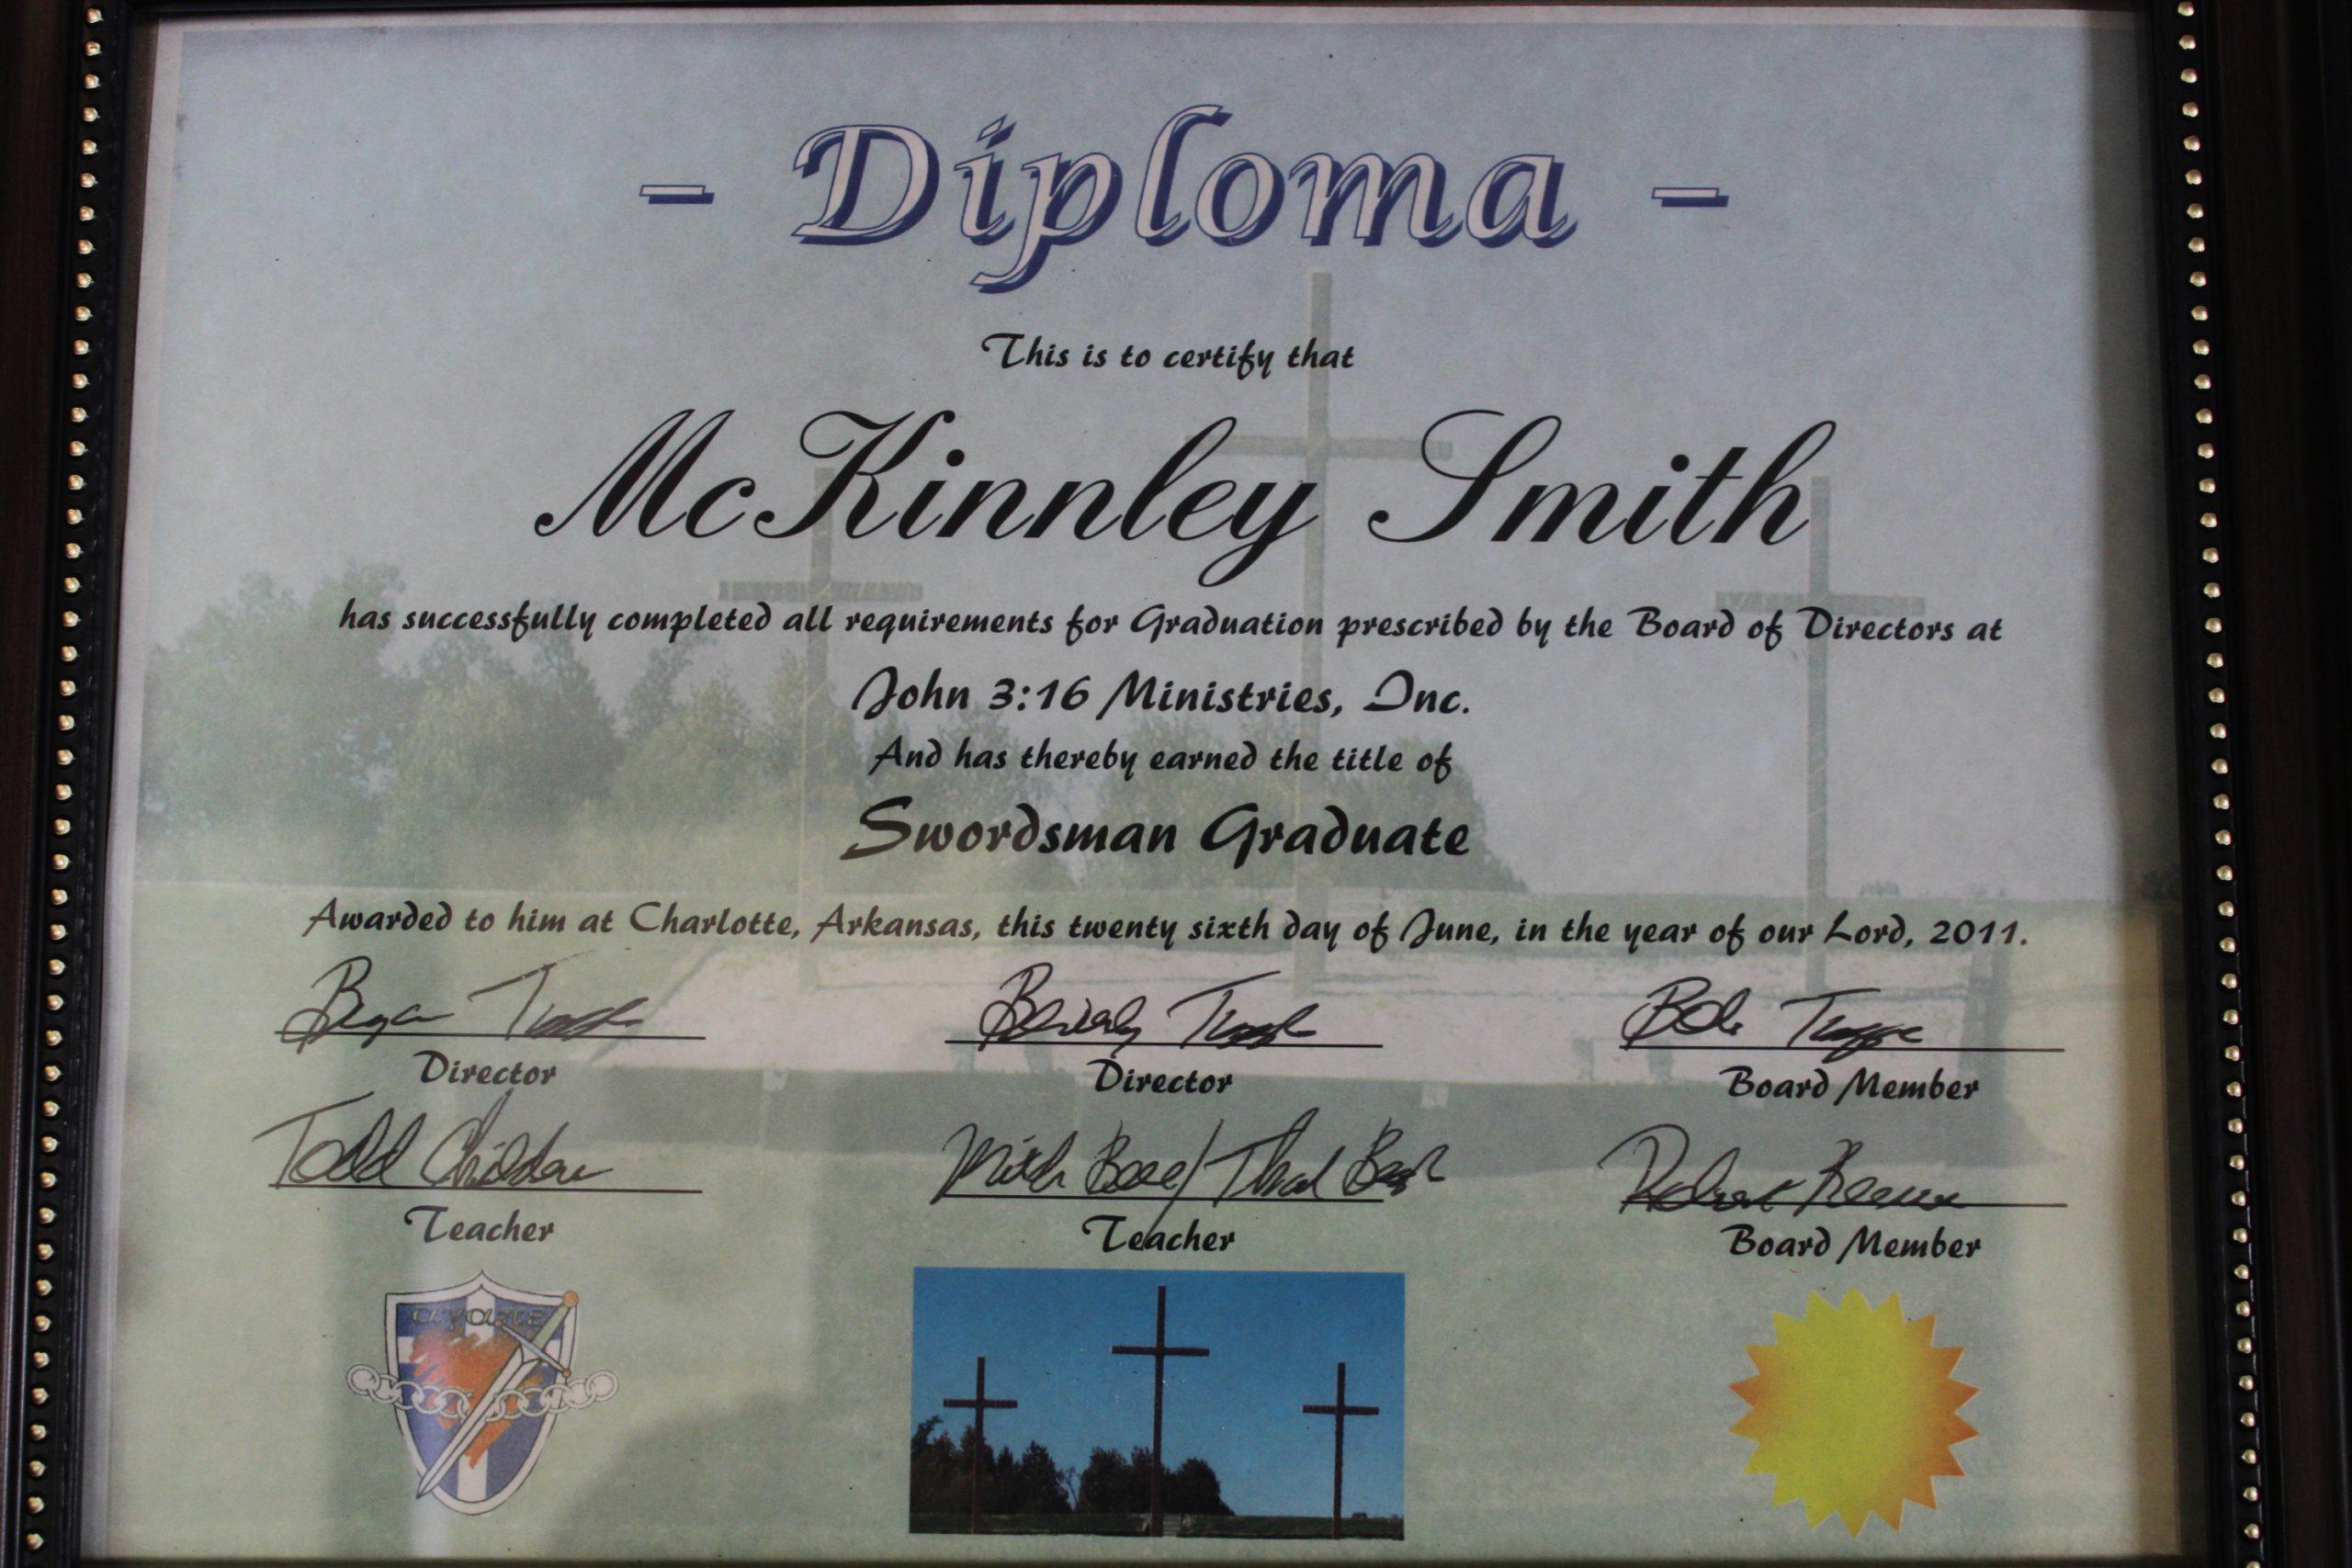 - Diploma -
This is to certify that
McKinnley Smith
has successfully completed all requirements for Graduation prescribed by the Board of Directors at
John 3:16 Ministries, Inc.
And has thereby earned the title of
Swordsman Graduate
Awarded to him at Charlotte, Arkansas, this twenty sixth day of June, in the year of our Lord, 2011.
Beverly
Director
Director
Board Member
Todd
Robert
Teacher
Teacher
Board Member